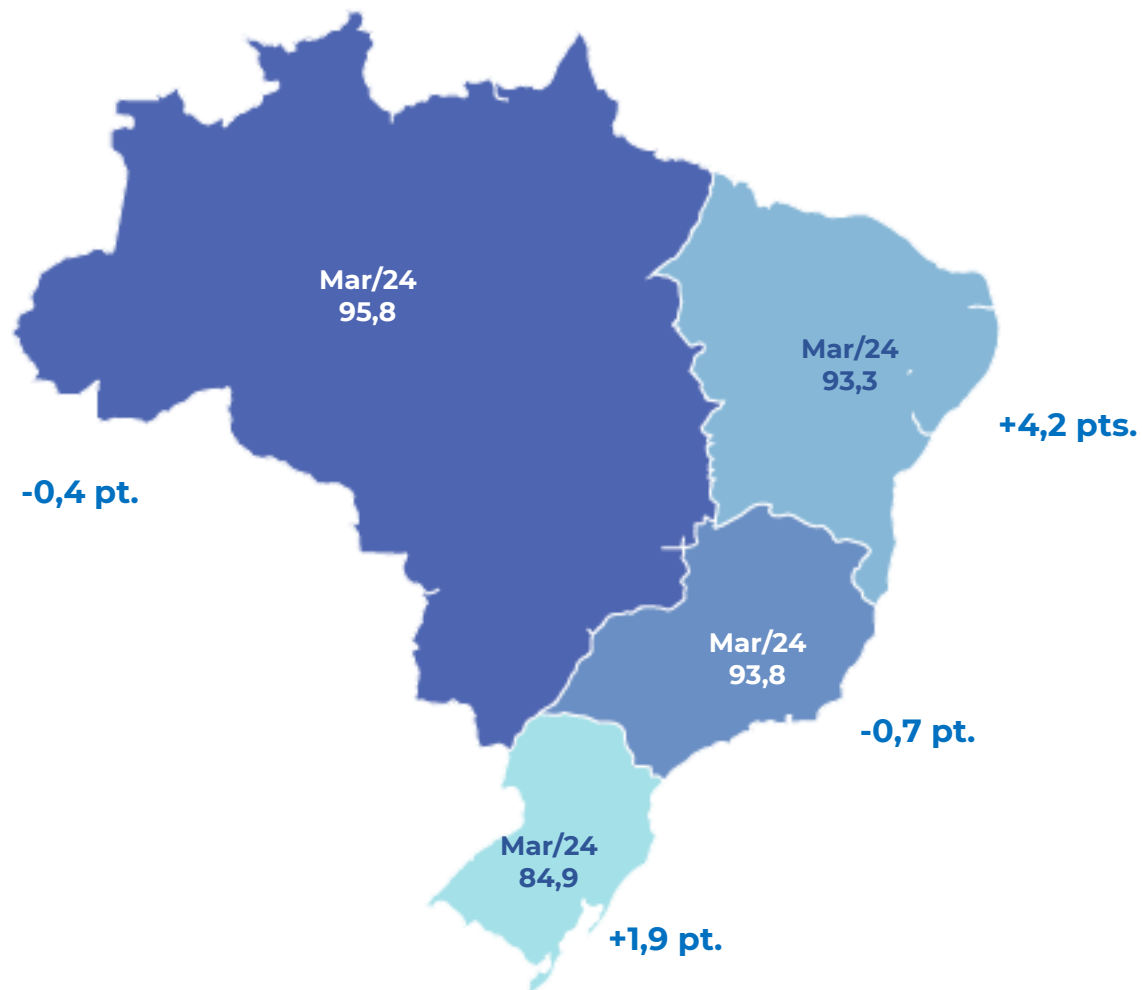 Mar/24
95,8
Mar/24
93,3
+4,2 pts.
-0,4 pt.
Mar/24
93,8
-0,7 pt.
Mar/24
84,9
+1,9 pt.